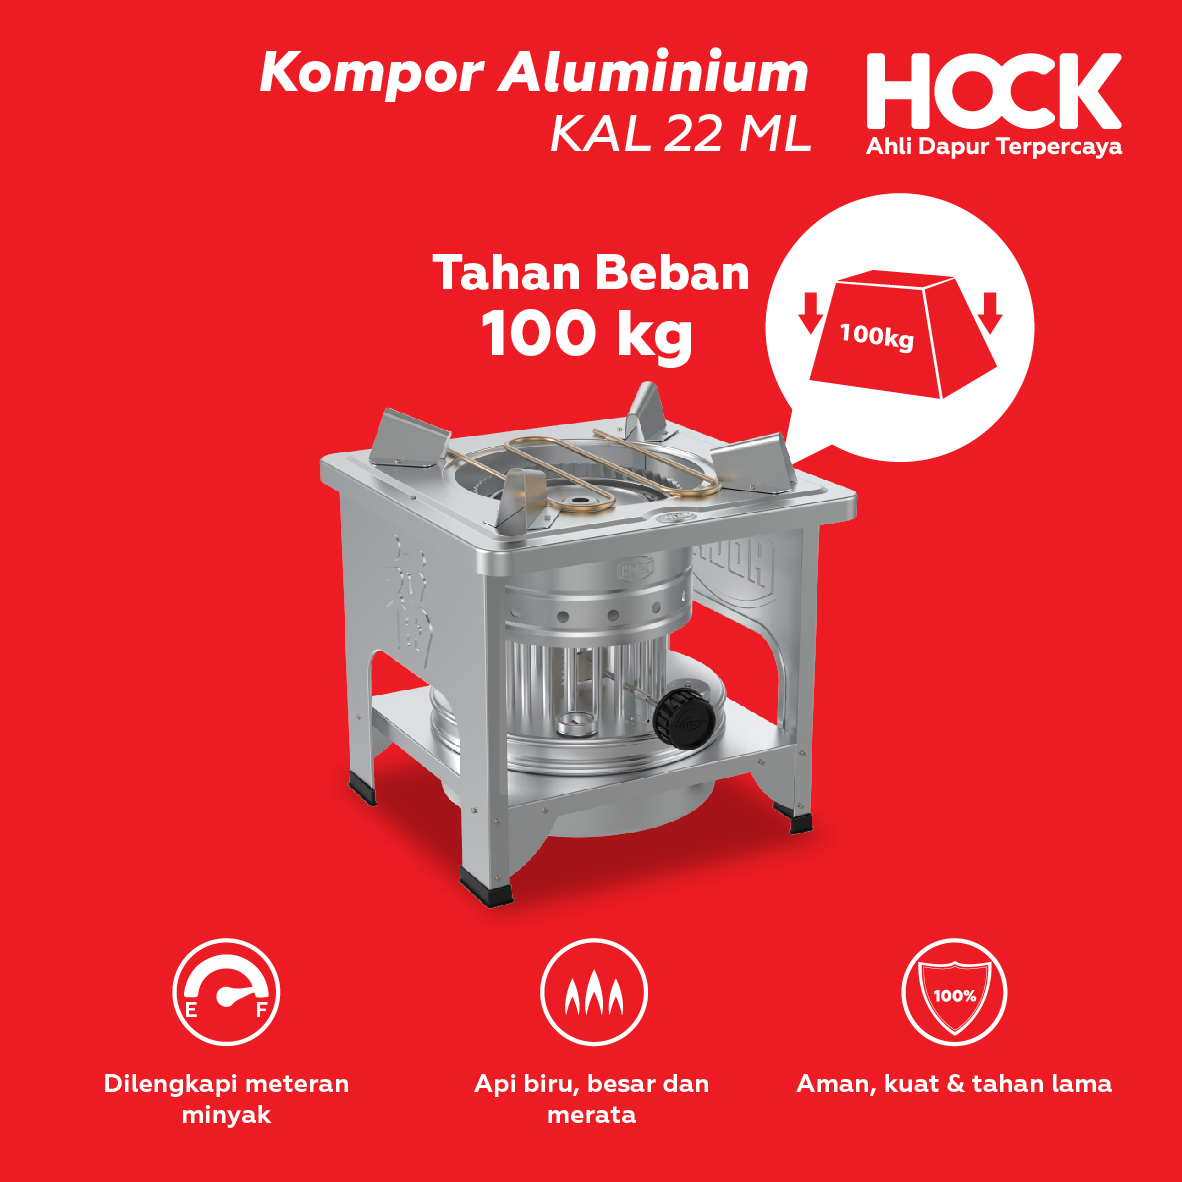 Kompor Aluminium
KAL 22 ML
HOCK
Ahli Dapur Terpercaya
Tahan Beban
100 kg
100kg
HOCK
E F
100%
Dilengkapi meteran
minyak
Api biru, besar dan
merata
Aman, kuat & tahan lama